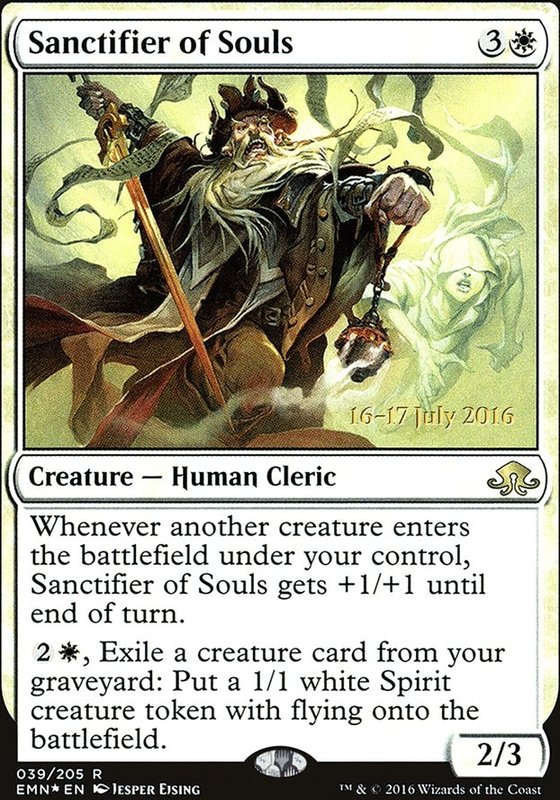 Sanctifier of Souls 3
16–17 July 2016
Creature — Human Cleric
Whenever another creature enters
the battlefield under your control,
Sanctifier of Souls gets +1/+1 until
end of turn.
2 , Exile a creature card from your
graveyard: Put a 1/1 white Spirit
creature token with flying onto the
battlefield.
2/3
039/205 R
EMN★EN Jesper Ejsing
™ & © 2016 Wizards of the Coast